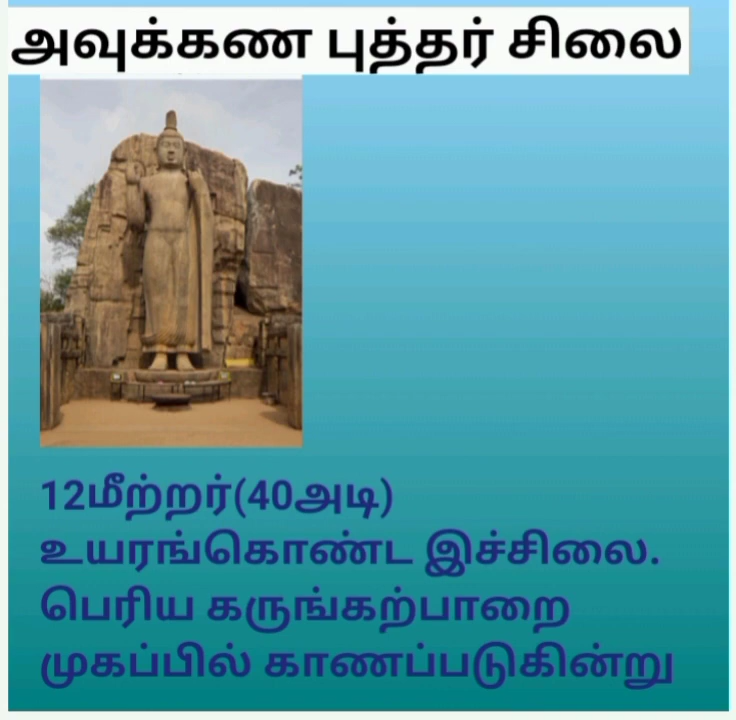 அவுக்கண புத்தர் சிலை
12மீற்றர்(40அடி)
உயரங்கொண்ட இச்சிலை.
பெரிய கருங்கற்பாறை
முகப்பில் காணப்படுகின்று